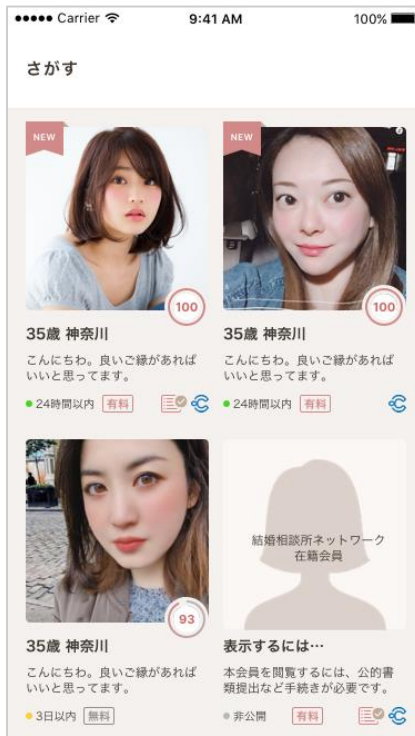 Carrier 9:41 AM 100%
さがす
NEW
NEW
100
100
35歳 神奈川
35歳 神奈川
こんにちわ。良いご縁があれば
いいと思ってます。
こんにちわ。良いご縁があれば
いいと思ってます。
24時間以内 有料
24時間以内 有料
93
結婚相談所ネットワーク
在籍会員
35歳 神奈川
表示するには…
こんにちわ。良いご縁があれば
いいと思ってます。
本会員を閲覧するには、公的書
類提出など手続きが必要です。
3日以内 無料
非公開 有料